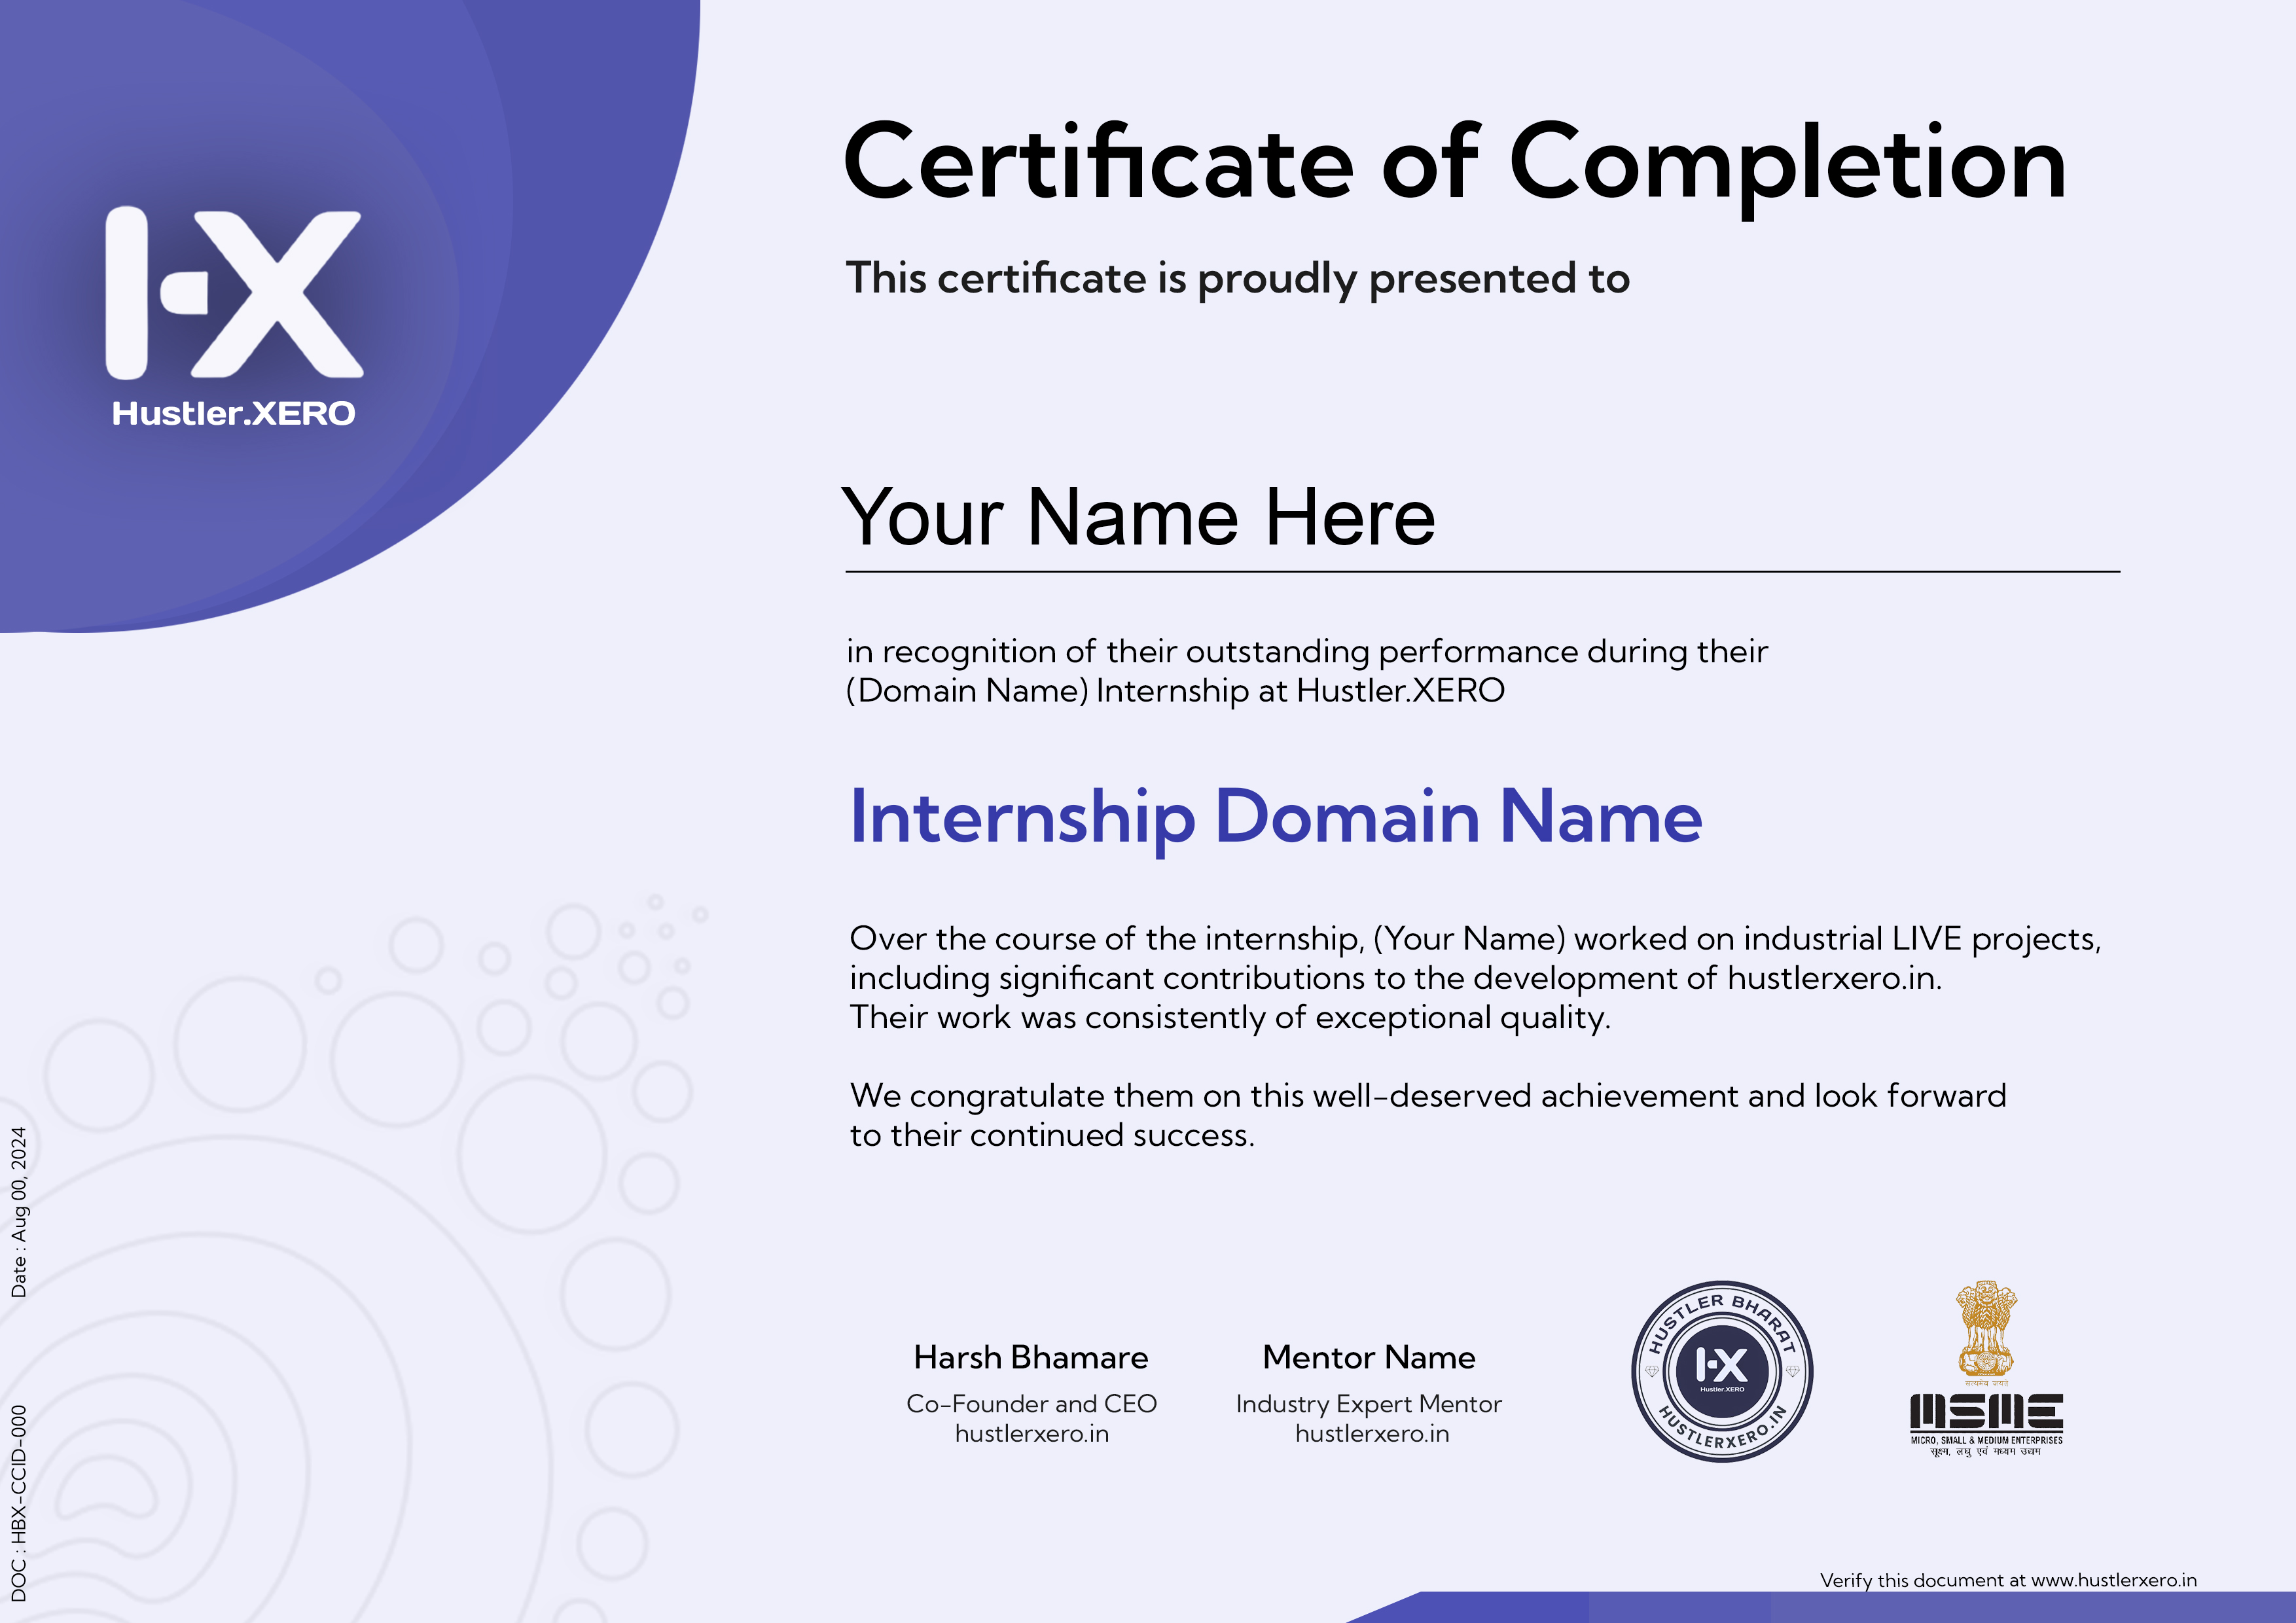 Hustler.XERO
Certificate of Completion
This certificate is proudly presented to
Your Name Here
in recognition of their outstanding performance during their
(Domain Name) Internship at Hustler.XERO
Internship Domain Name
Over the course of the internship, (Your Name) worked on industrial LIVE projects,
including significant contributions to the development of hustlerxero.in.
Their work was consistently of exceptional quality.
We congratulate them on this well-deserved achievement and look forward
to their continued success.
Date : Aug 00, 2024
DOC : HBX-CCID-000
Harsh Bhamare
Co-Founder and CEO
hustlerxero.in
Mentor Name
Industry Expert Mentor
hustlerxero.in
HUSTLER BHARAT
HX
Hustler.XERO
HUSTLERXERO.IN
सत्यमेव जयते
MSME
MICRO, SMALL & MEDIUM ENTERPRISES
सूक्ष्म, लघु एवं मध्यम उद्यम
Verify this document at www.hustlerxero.in